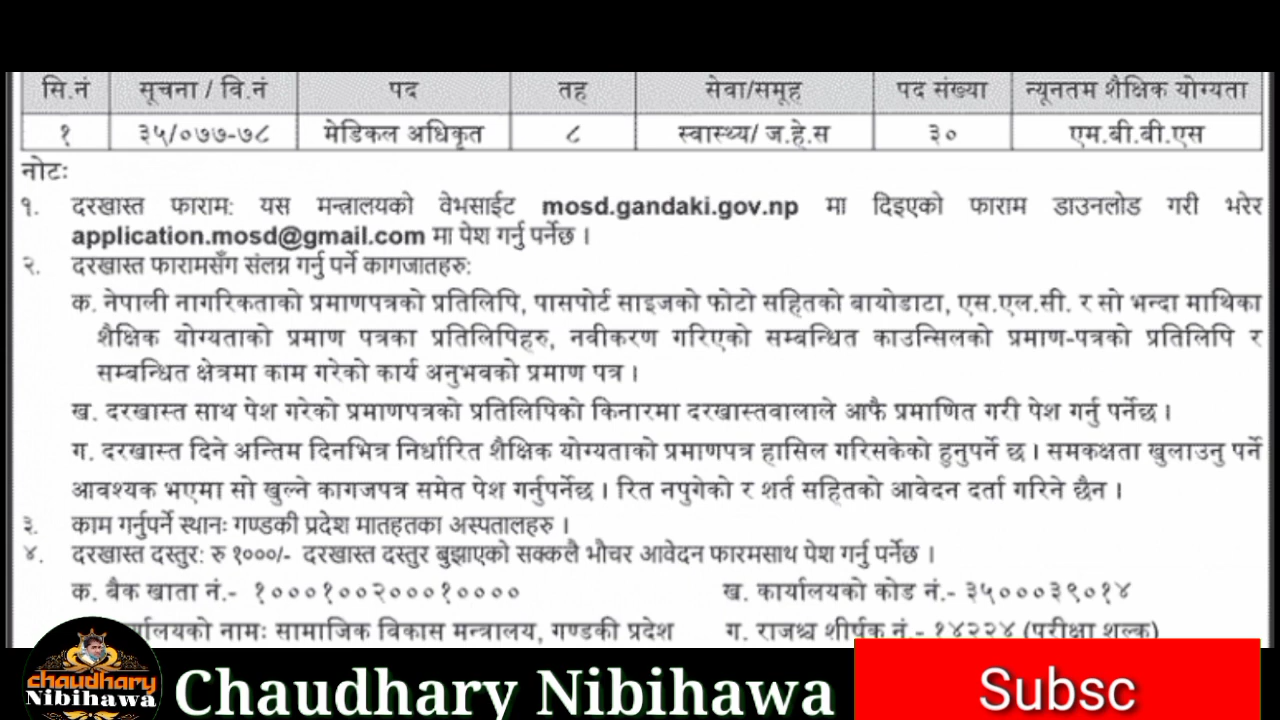 सि.नं सूचना / वि.नं पद तह सेवा/समूह पद संख्या न्यूनतम शैक्षिक योग्यता
१ ३५/०७७-७८ मेडिकल अधिकृत ८ स्वास्थ्य/ ज.हे.स ३० एम.बी.बी.एस
नोटः
१. दरखास्त फाराम: यस मन्त्रालयको वेभसाईट mosd.gandaki.gov.np मा दिइएको फाराम डाउनलोड गरी भरेर
application.mosd@gmail.com मा पेश गर्नु पर्नेछ ।
२. दरखास्त फारामसँग संलग्न गर्नु पर्ने कागजातहरु:
क. नेपाली नागरिकताको प्रमाणपत्रको प्रतिलिपि, पासपोर्ट साइजको फोटो सहितको बायोडाटा, एस.एल.सी. र सो भन्दा माथिका
शैक्षिक योग्यताको प्रमाण पत्रका प्रतिलिपिहरु, नवीकरण गरिएको सम्बन्धित काउन्सिलको प्रमाण-पत्रको प्रतिलिपि र
सम्बन्धित क्षेत्रमा काम गरेको कार्य अनुभवको प्रमाण पत्र ।
ख. दरखास्त साथ पेश गरेको प्रमाणपत्रको प्रतिलिपिको किनारमा दरखास्तवालाले आफै प्रमाणित गरी पेश गर्नु पर्नेछ ।
ग. दरखास्त दिने अन्तिम दिनभित्र निर्धारित शैक्षिक योग्यताको प्रमाणपत्र हासिल गरिसकेको हुनुपर्ने छ । समकक्षता खुलाउनु पर्ने
आवश्यक भएमा सो खुल्ने कागजपत्र समेत पेश गर्नुपर्नेछ । रित नपुगेको र शर्त सहितको आवेदन दर्ता गरिने छैन ।
३. काम गर्नुपर्ने स्थानः गण्डकी प्रदेश मातहतका अस्पतालहरु ।
४. दरखास्त दस्तुर: रु १०००/- दरखास्त दस्तुर बुझाएको सक्कलै भौचर आवेदन फारमसाथ पेश गर्नु पर्नेछ ।
क. बैक खाता नं.- १०००१००२०००१०००० ख. कार्यालयको कोड नं.- ३५०००३९०१४
र्यालयको नामः सामाजिक विकास मन्त्रालय, गण्डकी प्रदेश ग. राजश्व शीर्षक नं.- १४२२४ (परीक्षा शुल्क)
chaudhary
Nibihawa
Chaudhary Nibihawa
Subsc